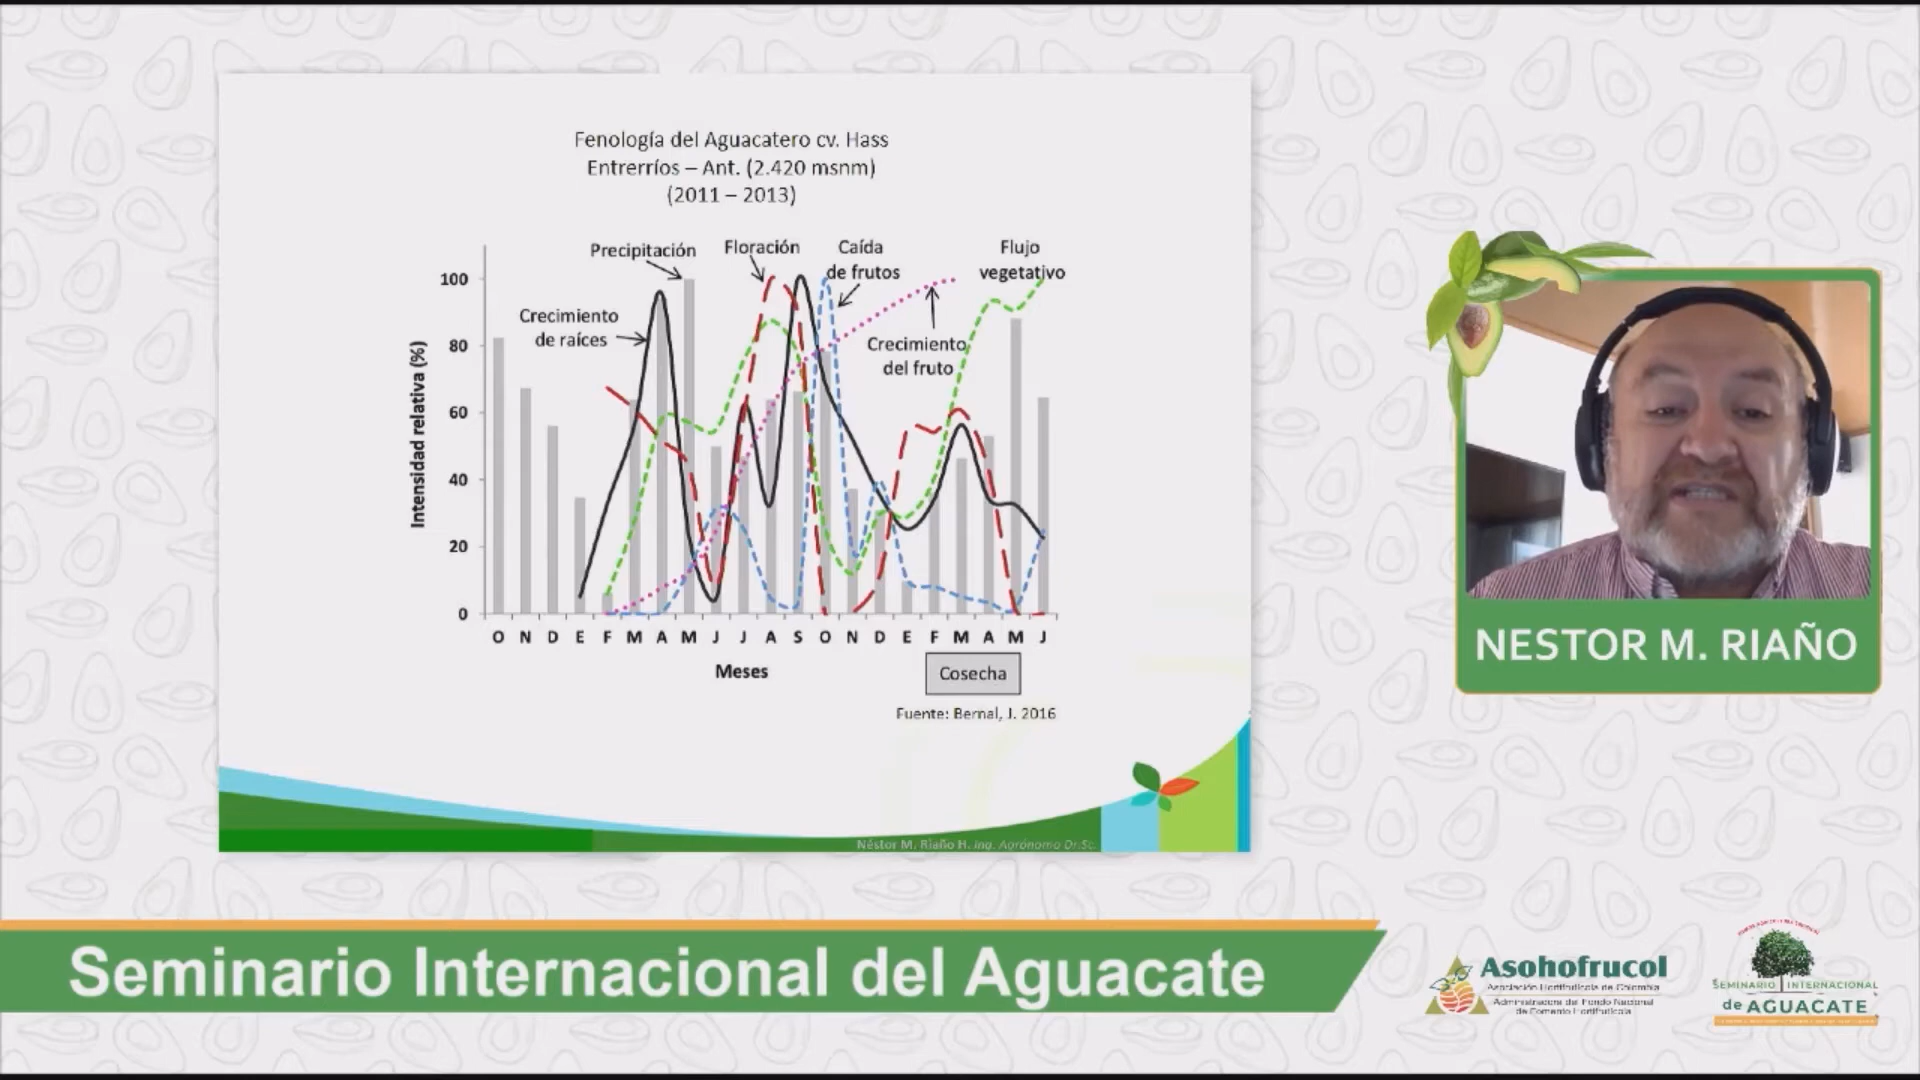 Fenología del Aguacatero cv. Hass
Entrerríos – Ant. (2.420 msnm)
(2011 – 2013)
Precipitación
Floración
Caída
de frutos
Flujo
vegetativo
Crecimiento
de raíces
Crecimiento
del fruto
Intensidad relativa (%)
100
80
60
40
20
0
O N D E F M A M J J A S O N D E F M A M J
Meses
Cosecha
Fuente: Bernal, J. 2016
Néstor M. Riaño H. Ing. Agrónomo Dr.Sc.
NESTOR M. RIAÑO
Seminario Internacional del Aguacate
Asohofrucol
Asociación Hortifrutícola de Colombia
Administradora del Fondo Nacional
de Fomento Hortifrutícola
SEMINARIO INTERNACIONAL
de AGUACATE